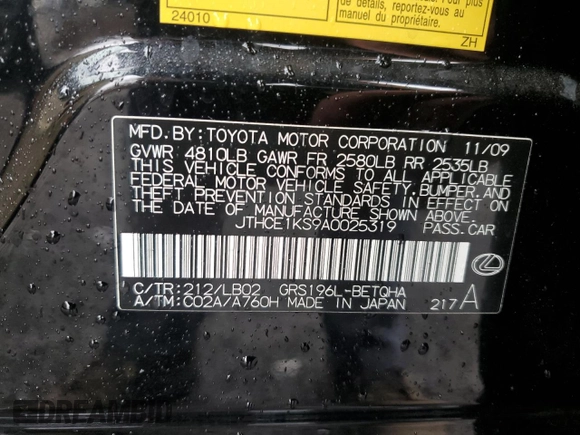 24010
de détails, reportez-vous au
manuel du propriétaire.
ZH
MFD. BY: TOYOTA MOTOR CORPORATION 11/09
GVWR 4810LB GAWR FR 2580LB RR 2535LB
THIS VEHICLE CONFORMS TO ALL APPLICABLE
FEDERAL MOTOR VEHICLE SAFETY, BUMPER, AND
THEFT PREVENTION STANDARDS IN EFFECT ON
THE DATE OF MANUFACTURE SHOWN ABOVE.
JTHCE1KS9A0025319 PASS.CAR
C/TR:212/LB02 GRS196L-BETQHA
A/TM:C02A/A760H MADE IN JAPAN 217A
DREAMBID